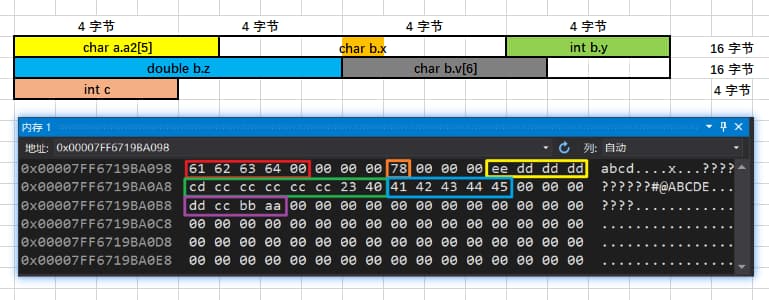 4 字节 4 字节 4 字节 4 字节
char a.a2[5] char b.x int b.y 16 字节
double b.z char b.v[6] 16 字节
int c 4 字节
内存 1
地址: 0x00007FF6719BA098 列: 自动
0x00007FF6719BA098 61 62 63 64 00 00 00 00 78 00 00 00 ee dd dd dd abcd....x...????
0x00007FF6719BA0A8 cd cc cc cc cc cc 23 40 41 42 43 44 45 00 00 00 ??????#@ABCDE...
0x00007FF6719BA0B8 dd cc bb aa 00 00 00 00 00 00 00 00 00 00 00 00 ????............
0x00007FF6719BA0C8 00 00 00 00 00 00 00 00 00 00 00 00 00 00 00 00 ................
0x00007FF6719BA0D8 00 00 00 00 00 00 00 00 00 00 00 00 00 00 00 00 ................
0x00007FF6719BA0E8 00 00 00 00 00 00 00 00 00 00 00 00 00 00 00 00 ................